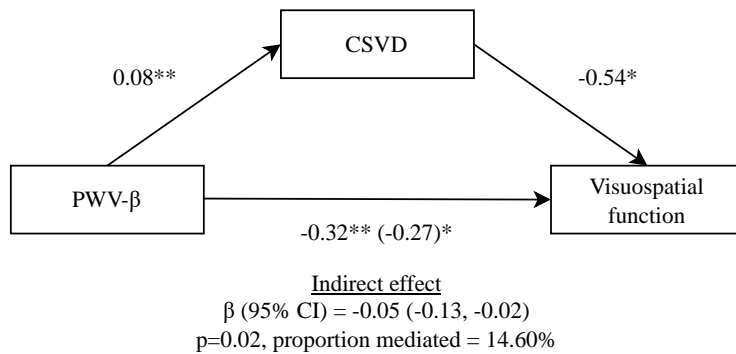 CSVD
0.08**
-0.54*
PWV-β
Visuospatial
function
-0.32** (-0.27)*
Indirect effect
β (95% CI) = -0.05 (-0.13, -0.02)
p=0.02, proportion mediated = 14.60%